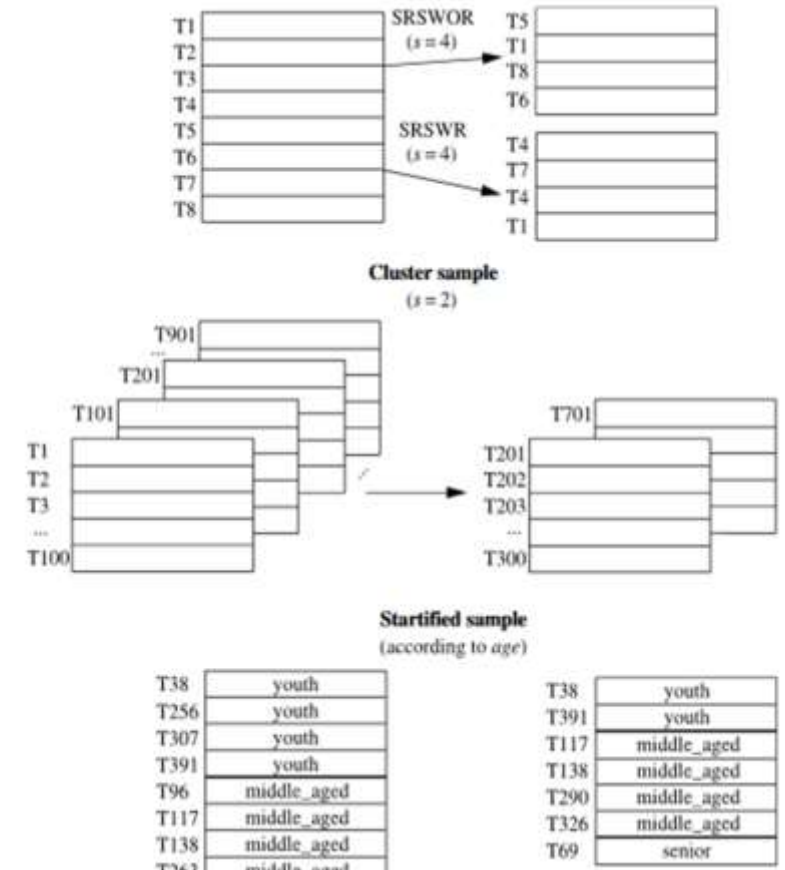 T1
T2
T3
T4
T5
T6
T7
T8
SRSWOR
(s = 4)
T5
T1
T8
T6
SRSWR
(s = 4)
T4
T7
T4
T1
Cluster sample
(s = 2)
T901
...
T201
T101
T1
T2
T3
...
T100
T701
T201
T202
T203
...
T300
Startified sample
(according to age)
T38 youth
T256 youth
T307 youth
T391 youth
T96 middle_aged
T117 middle_aged
T138 middle_aged
T263 middle_aged
T38 youth
T391 youth
T117 middle_aged
T138 middle_aged
T290 middle_aged
T326 middle_aged
T69 senior